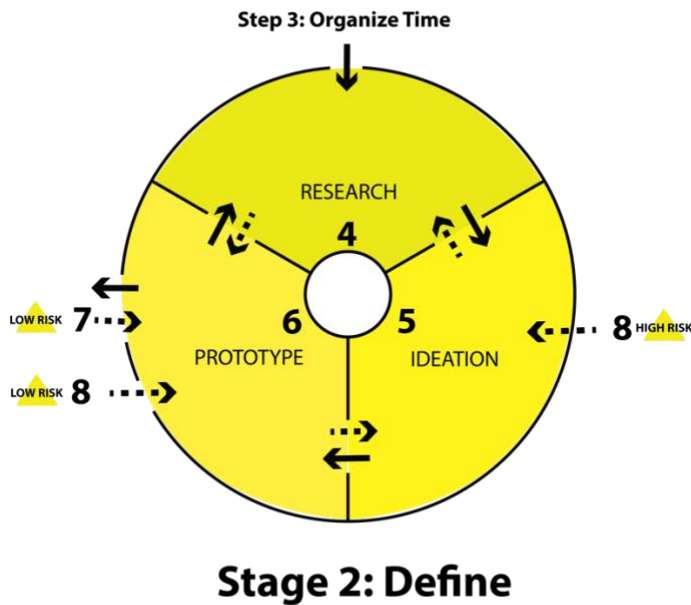 Step 3: Organize Time
RESEARCH
4
LOW RISK 7
6
5
8 HIGH RISK
PROTOTYPE
IDEATION
LOW RISK 8
Stage 2: Define